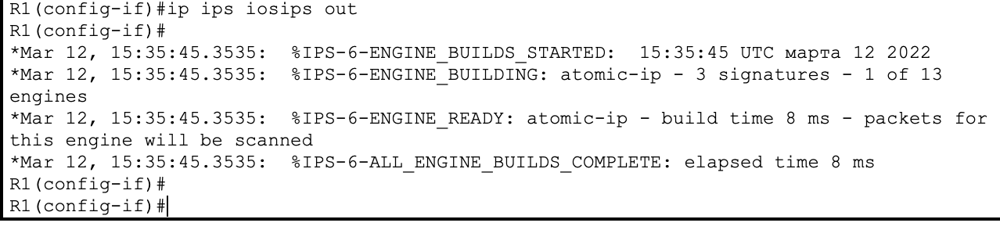 R1(config-if)#ip ips iosips out
R1(config-if)#
*Mar 12, 15:35:45.3535:  %IPS-6-ENGINE_BUILDS_STARTED:  15:35:45 UTC марта 12 2022
*Mar 12, 15:35:45.3535:  %IPS-6-ENGINE_BUILDING: atomic-ip - 3 signatures - 1 of 13
engines
*Mar 12, 15:35:45.3535:  %IPS-6-ENGINE_READY: atomic-ip - build time 8 ms - packets for
this engine will be scanned
*Mar 12, 15:35:45.3535:  %IPS-6-ALL_ENGINE_BUILDS_COMPLETE: elapsed time 8 ms
R1(config-if)#
R1(config-if)#